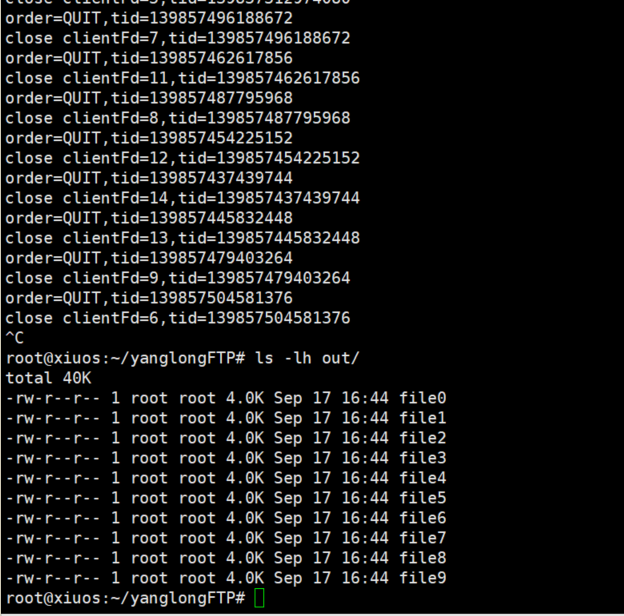 order=QUIT,tid=139857496188672
close clientFd=7,tid=139857496188672
order=QUIT,tid=139857462617856
close clientFd=11,tid=139857462617856
order=QUIT,tid=139857487795968
close clientFd=8,tid=139857487795968
order=QUIT,tid=139857454225152
close clientFd=12,tid=139857454225152
order=QUIT,tid=139857437439744
close clientFd=14,tid=139857437439744
order=QUIT,tid=139857445832448
close clientFd=13,tid=139857445832448
order=QUIT,tid=139857479403264
close clientFd=9,tid=139857479403264
order=QUIT,tid=139857504581376
close clientFd=6,tid=139857504581376
^C
root@xiuos:~/yanglongFTP# ls -lh out/
total 40K
-rw-r--r-- 1 root root 4.0K Sep 17 16:44 file0
-rw-r--r-- 1 root root 4.0K Sep 17 16:44 file1
-rw-r--r-- 1 root root 4.0K Sep 17 16:44 file2
-rw-r--r-- 1 root root 4.0K Sep 17 16:44 file3
-rw-r--r-- 1 root root 4.0K Sep 17 16:44 file4
-rw-r--r-- 1 root root 4.0K Sep 17 16:44 file5
-rw-r--r-- 1 root root 4.0K Sep 17 16:44 file6
-rw-r--r-- 1 root root 4.0K Sep 17 16:44 file7
-rw-r--r-- 1 root root 4.0K Sep 17 16:44 file8
-rw-r--r-- 1 root root 4.0K Sep 17 16:44 file9
root@xiuos:~/yanglongFTP#